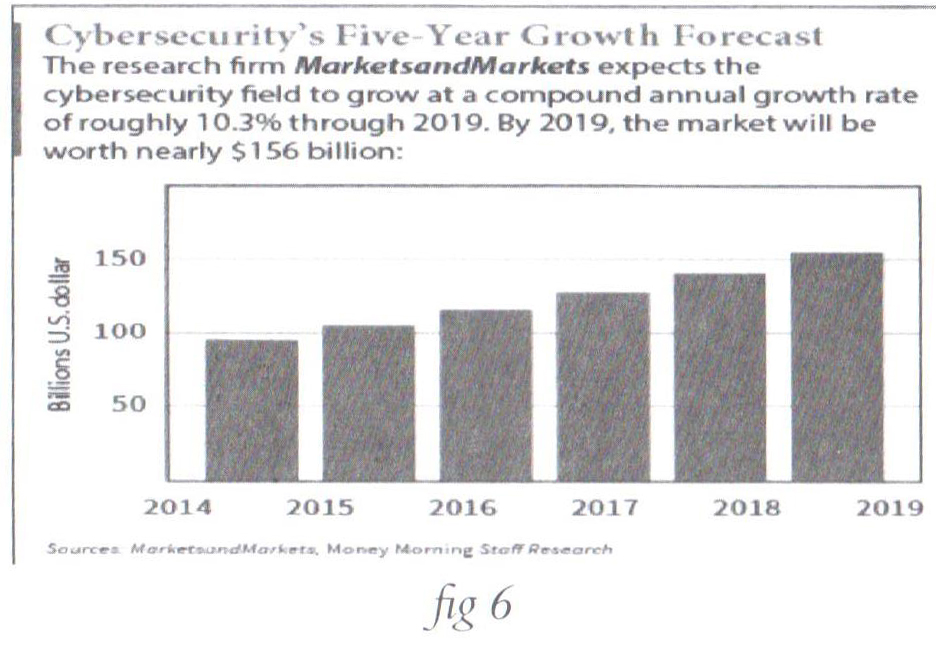 Cybersecurity's Five-Year Growth Forecast
The research firm MarketsandMarkets expects the
cybersecurity field to grow at a compound annual growth rate
of roughly 10.3% through 2019. By 2019, the market will be
worth nearly $156 billion:
Billions U.S. dollar
150
100
50
2014 2015 2016 2017 2018 2019
Sources: MarketsandMarkets, Money Morning Staff Research
fig 6